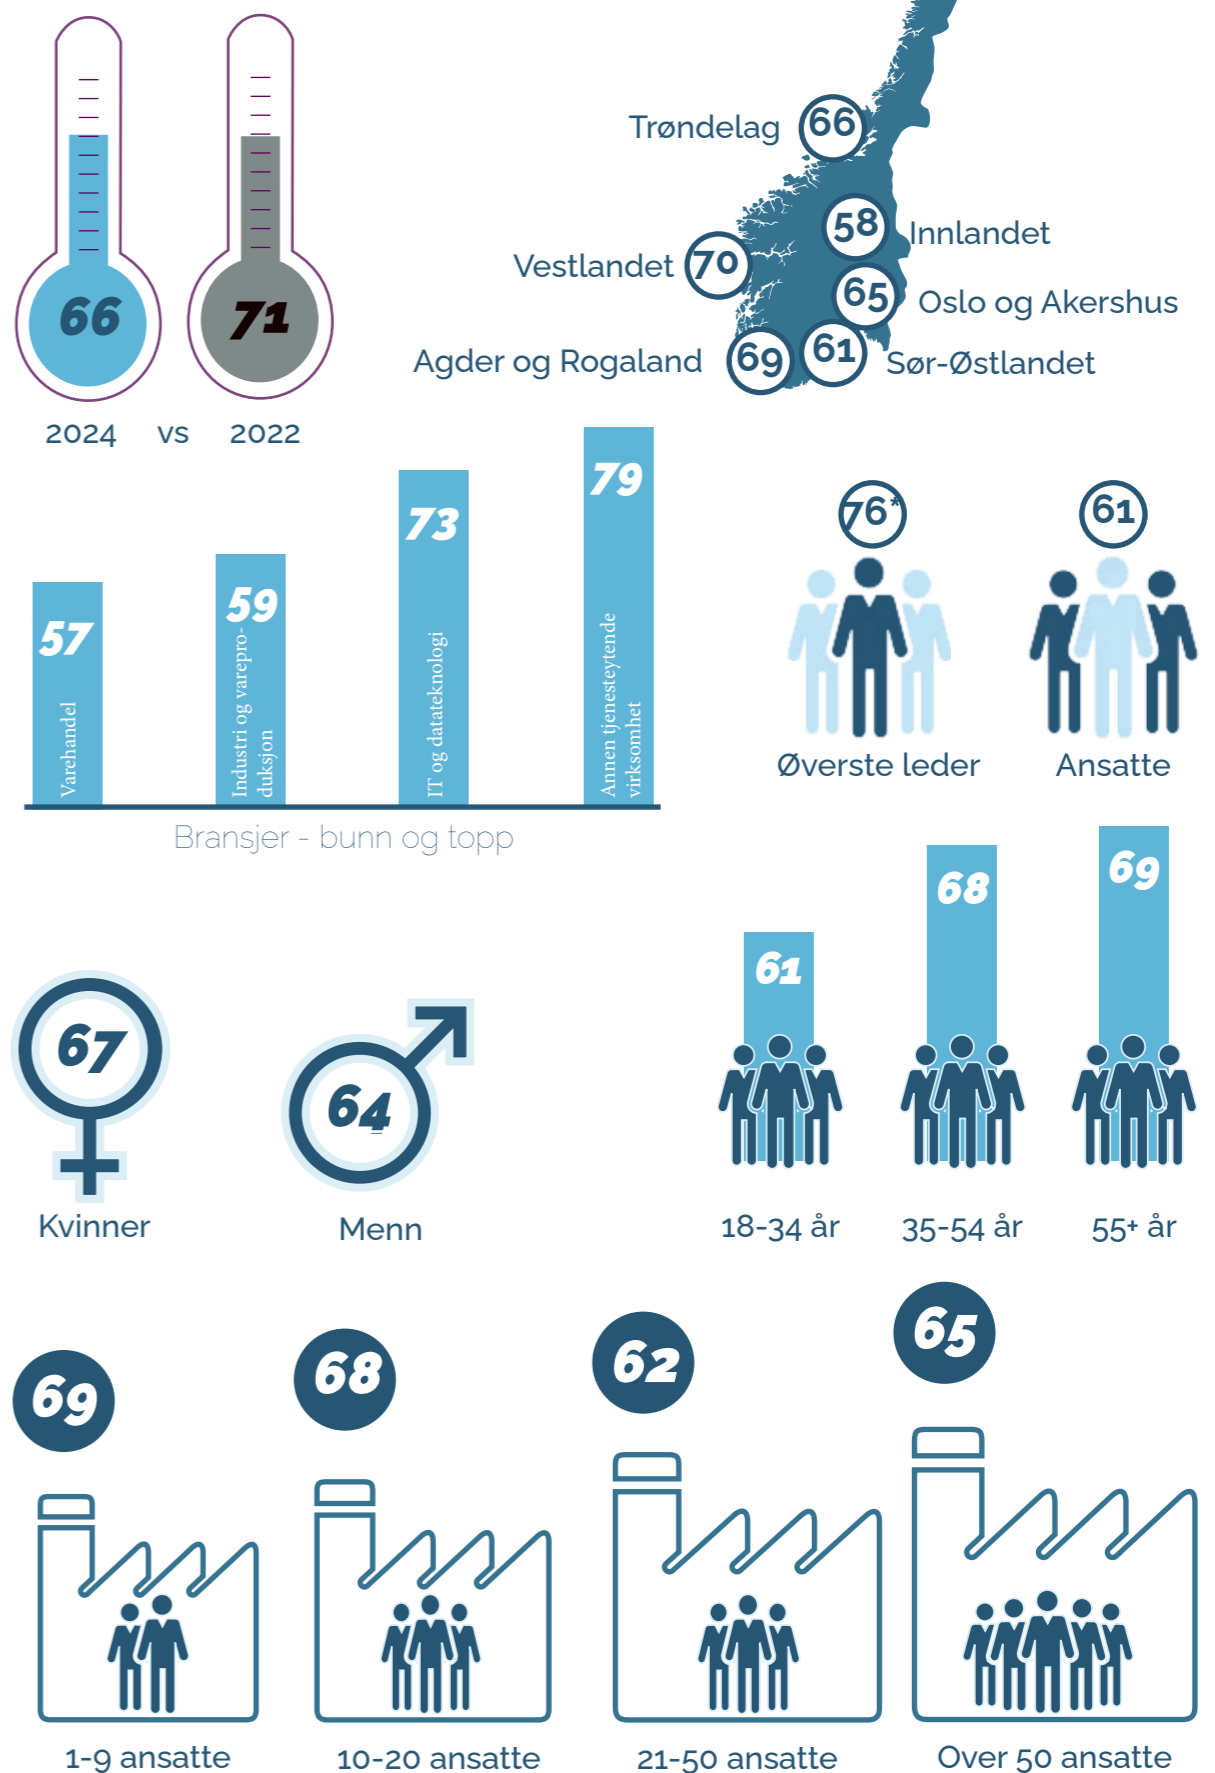 66
71
2024 vs 2022
Trøndelag 66
58 Innlandet
Vestlandet 70
65 Oslo og Akershus
Agder og Rogaland 69
61 Sør-Østlandet
57
Varehandel
59
Industri og varepro-
duksjon
73
IT og datateknologi
79
Annen tjenesteytende
virksomhet
Bransjer - bunn og topp
76*
Øverste leder
61
Ansatte
67
Kvinner
64
Menn
61
18-34 år
68
35-54 år
69
55+ år
69
1-9 ansatte
68
10-20 ansatte
62
21-50 ansatte
65
Over 50 ansatte